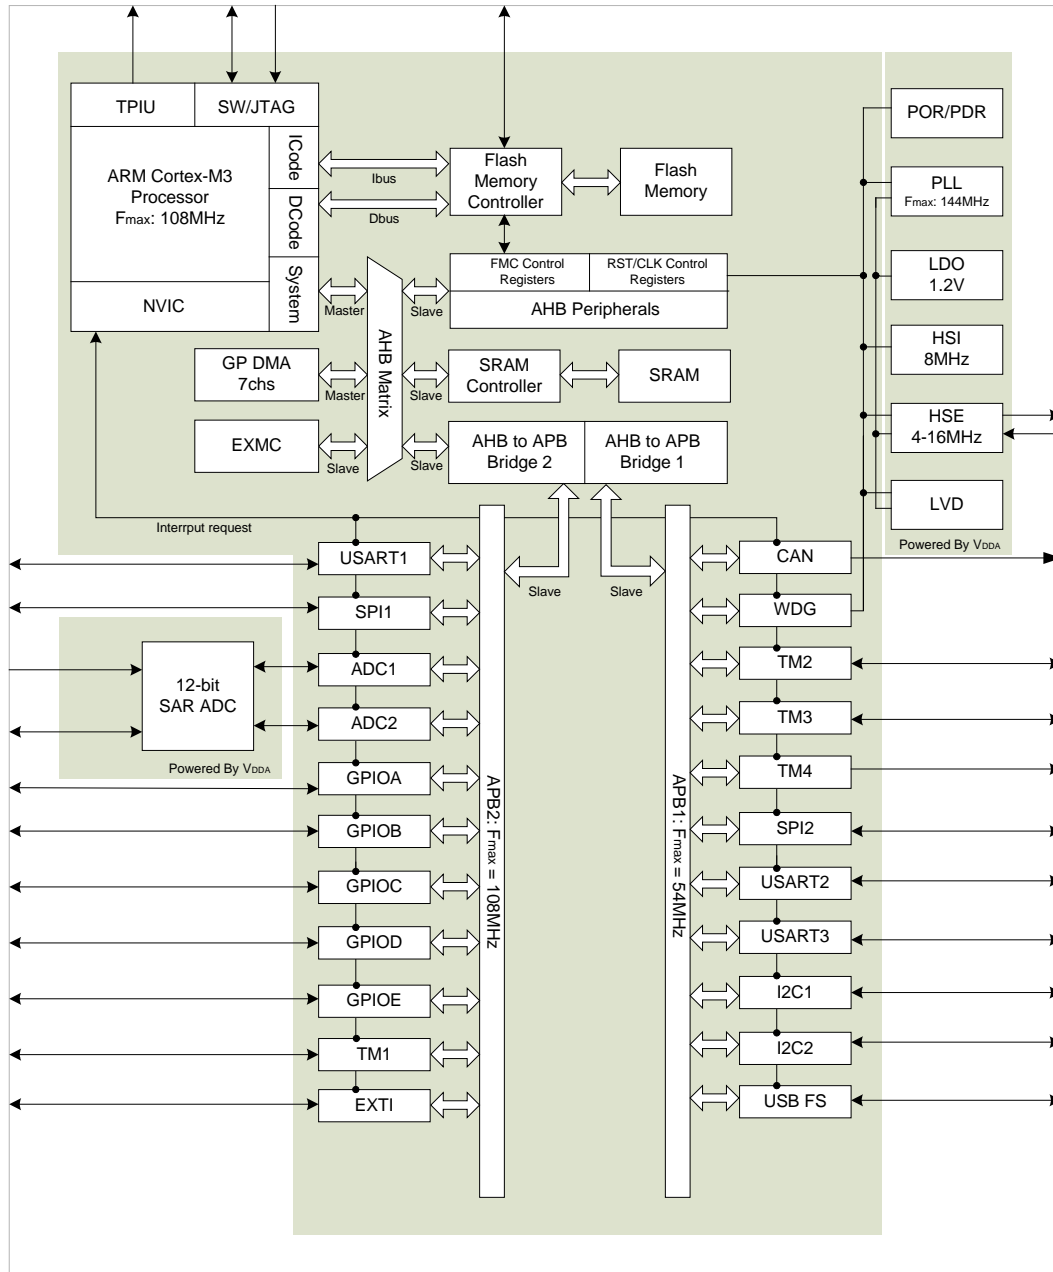 TPIU
SW/JTAG
POR/PDR
ICode
ARM Cortex-M3
Processor
Fmax: 108MHz
Ibus
Flash
Memory
Controller
Flash
Memory
PLL
Fmax: 144MHz
DCode
Dbus
System
FMC Control
Registers
RST/CLK Control
Registers
LDO
1.2V
NVIC
Master
Slave
AHB Peripherals
AHB Matrix
HSI
8MHz
GP DMA
7chs
Master
Slave
SRAM
Controller
SRAM
EXMC
Slave
Slave
AHB to APB
Bridge 2
AHB to APB
Bridge 1
HSE
4-16MHz
LVD
Powered By VDDA
Interrput request
USART1
Slave
Slave
CAN
SPI1
WDG
12-bit
SAR ADC
Powered By VDDA
ADC1
TM2
ADC2
TM3
GPIOA
TM4
APB2: Fmax = 108MHz
APB1: Fmax = 54MHz
GPIOB
SPI2
GPIOC
USART2
GPIOD
USART3
GPIOE
I2C1
TM1
I2C2
EXTI
USB FS